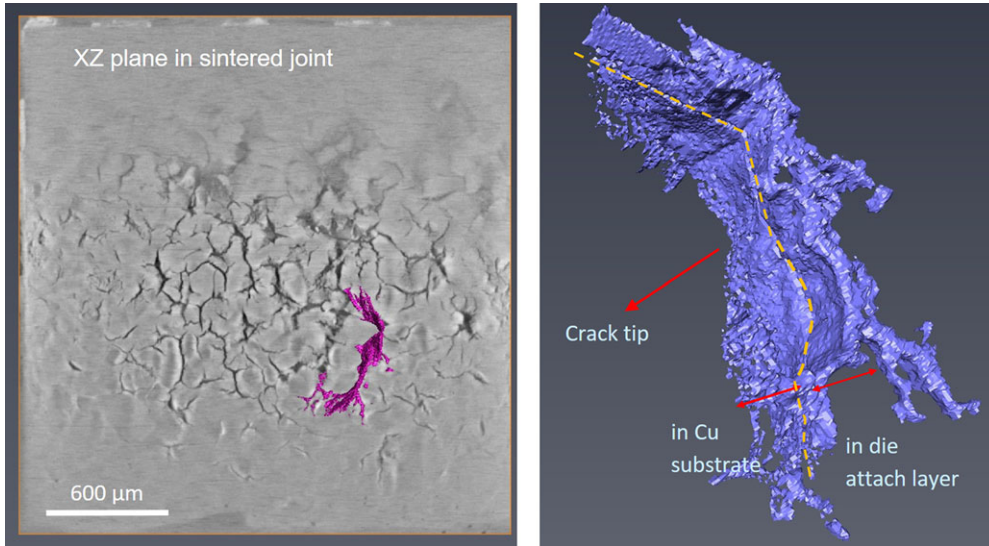 XZ plane in sintered joint
600 μm
Crack tip
in Cu
substrate
in die
attach layer